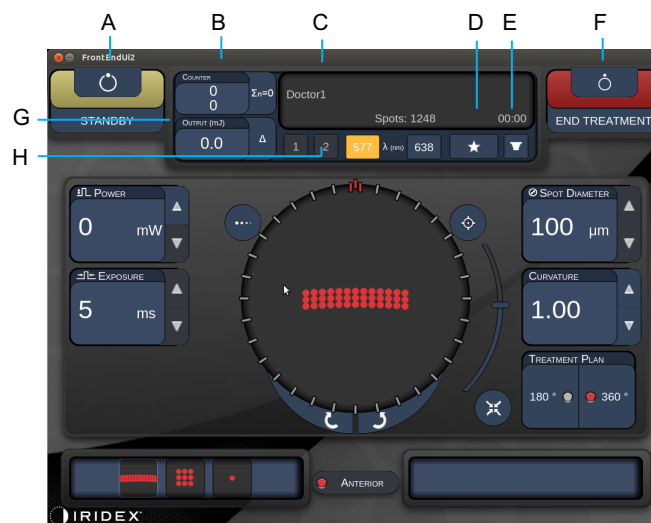 A
B
C
D
E
F
FrontEndUi2
STANDBY
COUNTER
0
0
Σn=0
OUTPUT (mJ)
0.0
Δ
Doctor1
Spots: 1248
00:00
END TREATMENT
G
H
1
2
577
λ (nm)
638
POWER
0
mW
EXPOSURE
5
ms
SPOT DIAMETER
100
µm
CURVATURE
1.00
TREATMENT PLAN
180 °
360 °
ANTERIOR
IRIDEX